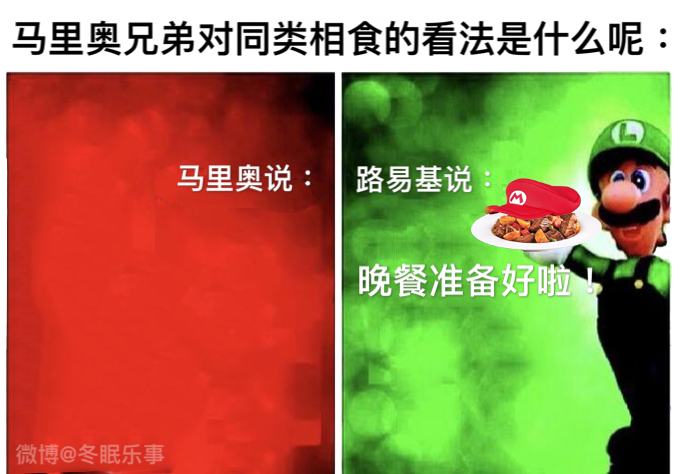 马里奥兄弟对同类相食的看法是什么呢：
马里奥说：
路易基说：
M
L
晚餐准备好啦！
微博@冬眠乐事